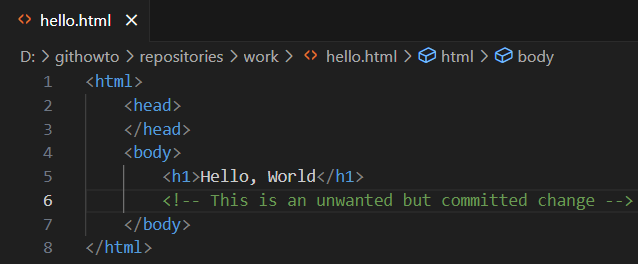 hello.html
D: > githowto > repositories > work > hello.html > html > body
1 <html>
2     <head>
3     </head>
4     <body>
5         <h1>Hello, World</h1>
6         <!-- This is an unwanted but committed change -->
7     </body>
8 </html>